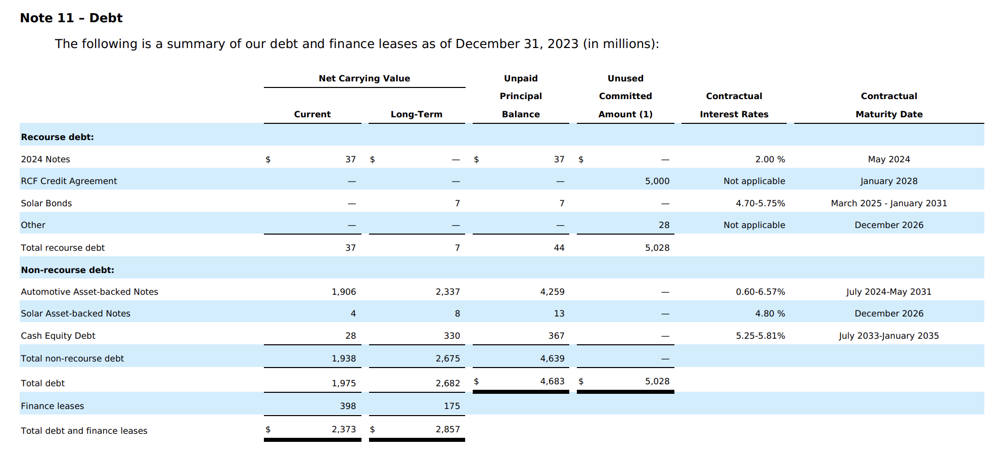 Note 11 – Debt
The following is a summary of our debt and finance leases as of December 31, 2023 (in millions):
Net Carrying Value Unpaid Unused
Principal Committed Contractual Contractual
Current Long-Term Balance Amount (1) Interest Rates Maturity Date
Recourse debt:
2024 Notes $ 37 $ — $ 37 $ — 2.00 % May 2024
RCF Credit Agreement — — — 5,000 Not applicable January 2028
Solar Bonds — 7 7 — 4.70-5.75% March 2025 - January 2031
Other — — — 28 Not applicable December 2026
Total recourse debt 37 7 44 5,028
Non-recourse debt:
Automotive Asset-backed Notes 1,906 2,337 4,259 — 0.60-6.57% July 2024-May 2031
Solar Asset-backed Notes 4 8 13 — 4.80 % December 2026
Cash Equity Debt 28 330 367 — 5.25-5.81% July 2033-January 2035
Total non-recourse debt 1,938 2,675 4,639 —
Total debt 1,975 2,682 $ 4,683 $ 5,028
Finance leases 398 175
Total debt and finance leases $ 2,373 $ 2,857